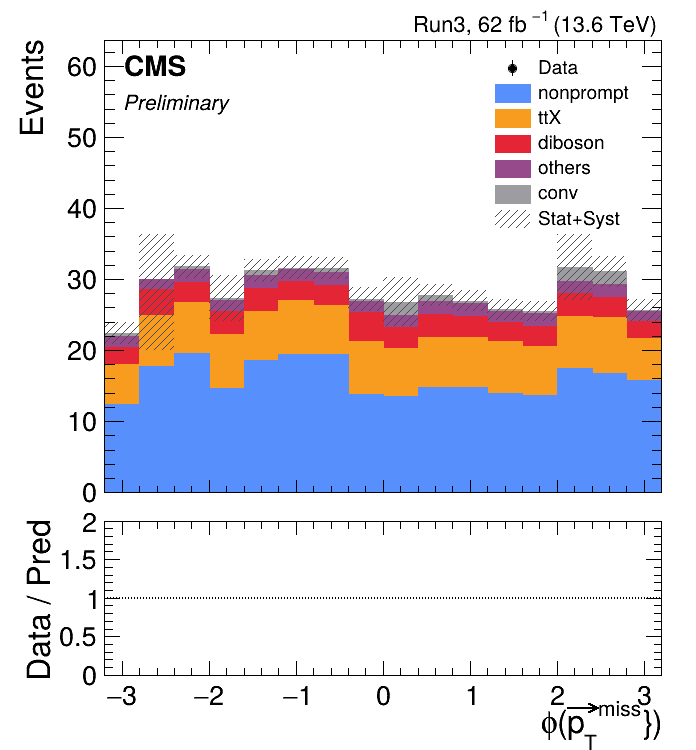 Run3, 62 fb⁻¹ (13.6 TeV)
Events
CMS
Preliminary
Data
nonprompt
ttX
diboson
others
conv
Stat+Syst
60
50
40
30
20
10
0
Data / Pred
2
1.5
1
0.5
0
−3 −2 −1 0 1 2 3
ϕ(p⃗_T^miss})